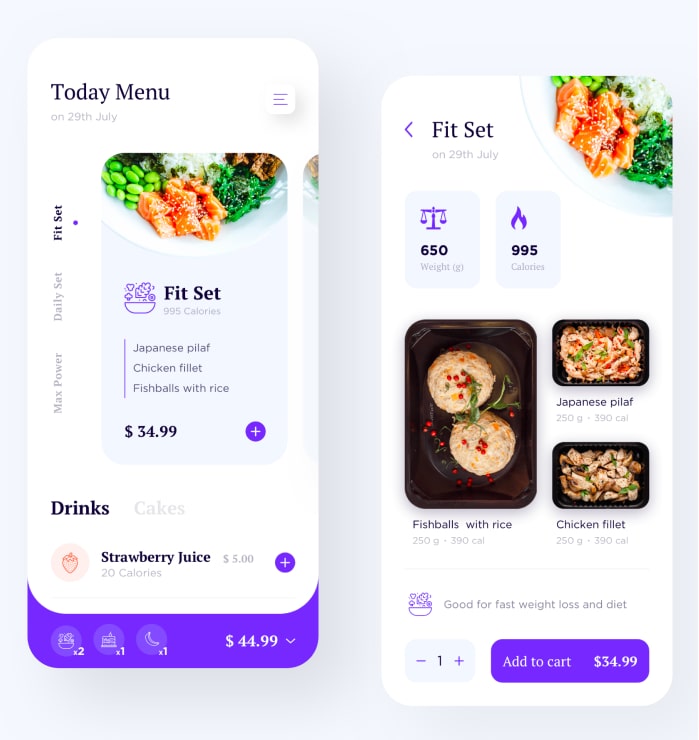 Today Menu
on 29th July
Fit Set
Daily Set
Max Power
Fit Set
995 Calories
Japanese pilaf
Chicken fillet
Fishballs with rice
$ 34.99
Drinks
Cakes
Strawberry Juice $ 5.00
20 Calories
x2
x1
x1
$ 44.99
Fit Set
on 29th July
650
Weight (g)
995
Calories
Japanese pilaf
250 g - 390 cal
Fishballs with rice
250 g - 390 cal
Chicken fillet
250 g - 390 cal
Good for fast weight loss and diet
− 1 +
Add to cart $34.99